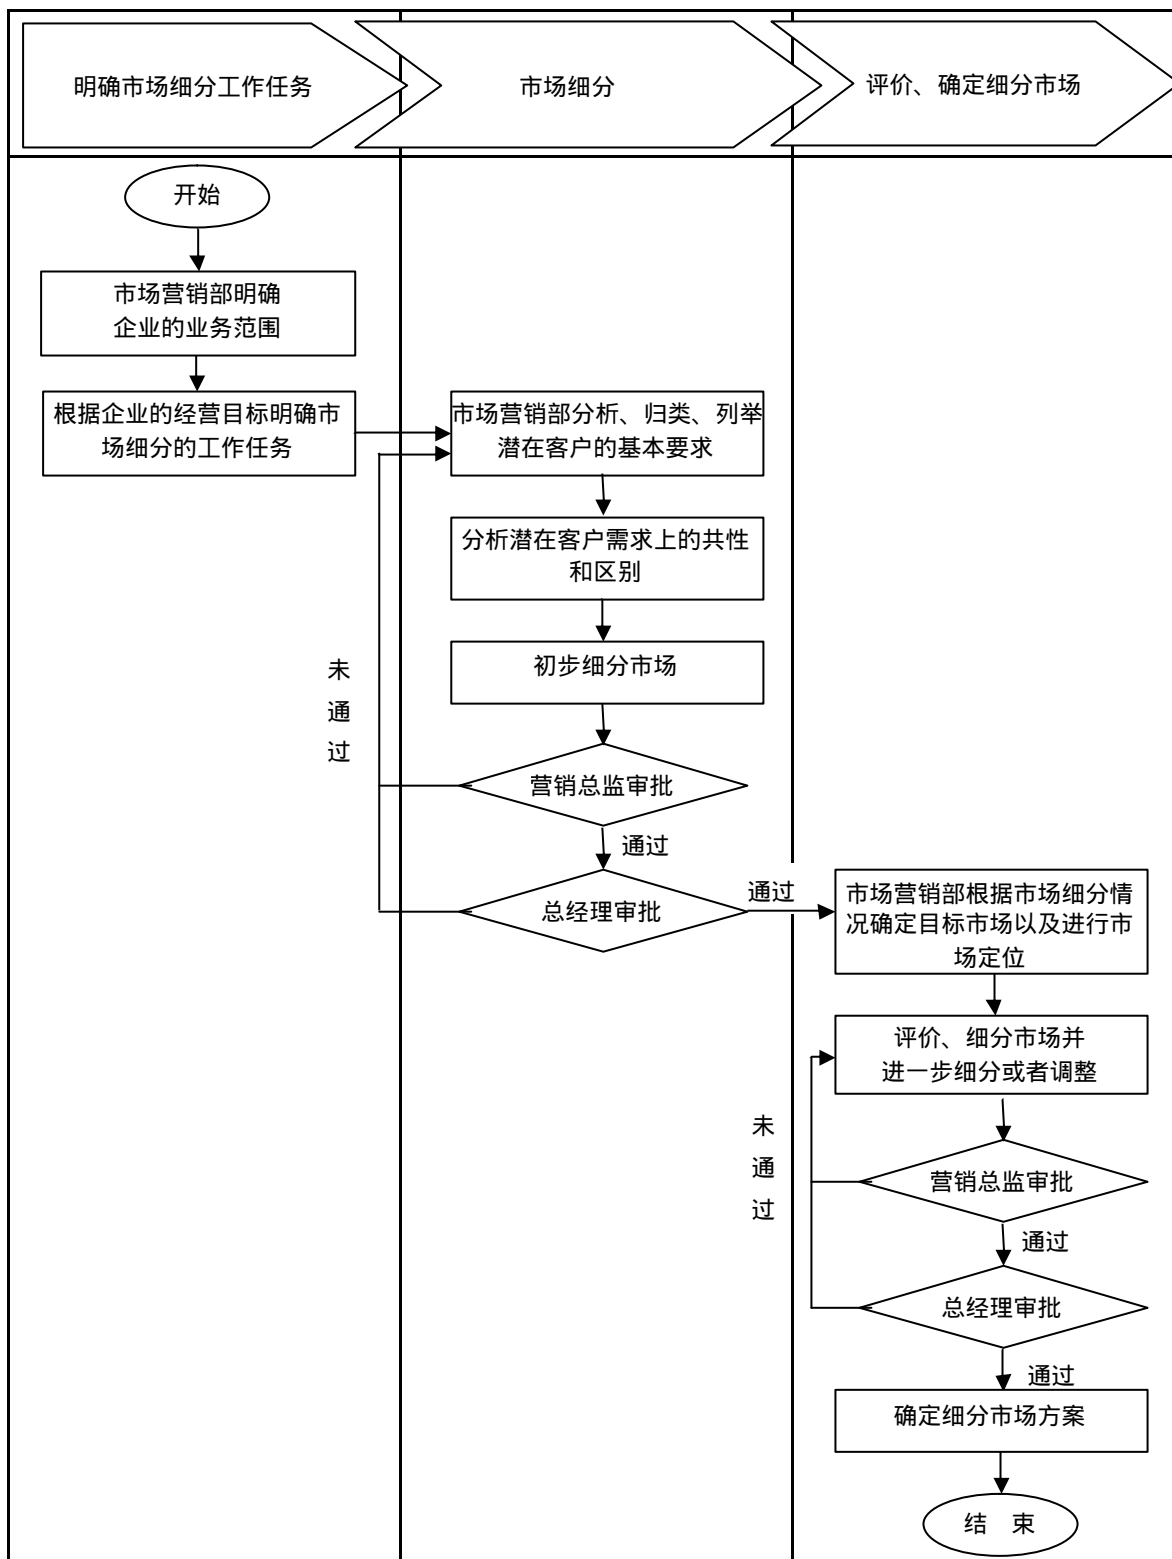 明确市场细分工作任务
市场细分
评价、确定细分市场
开始
市场营销部明确
企业的业务范围
根据企业的经营目标明确市
场细分的工作任务
市场营销部分析、归类、列举
潜在客户的基本要求
分析潜在客户需求上的共性
和区别
初步细分市场
未
通
过
营销总监审批
通过
总经理审批
通过
市场营销部根据市场细分情
况确定目标市场以及进行市
场定位
评价、细分市场并
进一步细分或者调整
未
通
过
营销总监审批
通过
总经理审批
通过
确定细分市场方案
结 束